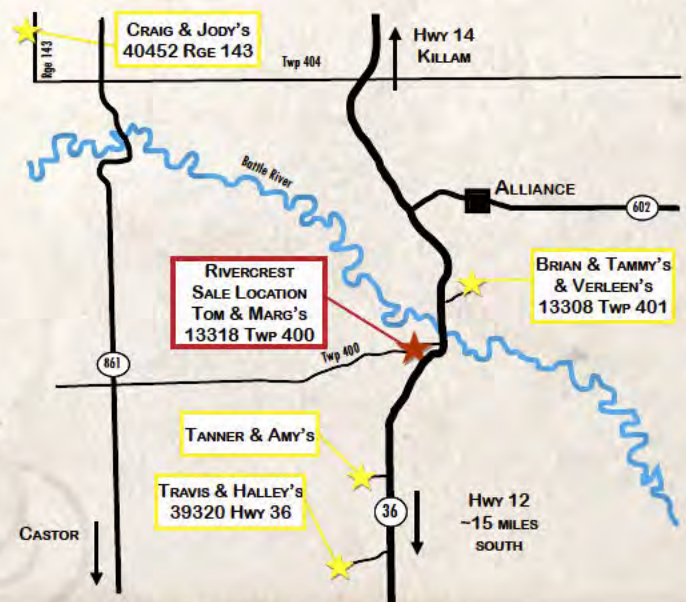 Craig & Jody's
40452 Rge 143
Rge 143
Hwy 14
Killam
Twp 404
Battle River
Alliance
602
Rivercrest
Sale Location
Tom & Marg's
13318 Twp 400
Brian & Tammy's
& Verleen's
13308 Twp 401
Twp 400
861
Tanner & Amy's
Travis & Halley's
39320 Hwy 36
36
Hwy 12
~15 miles
south
Castor